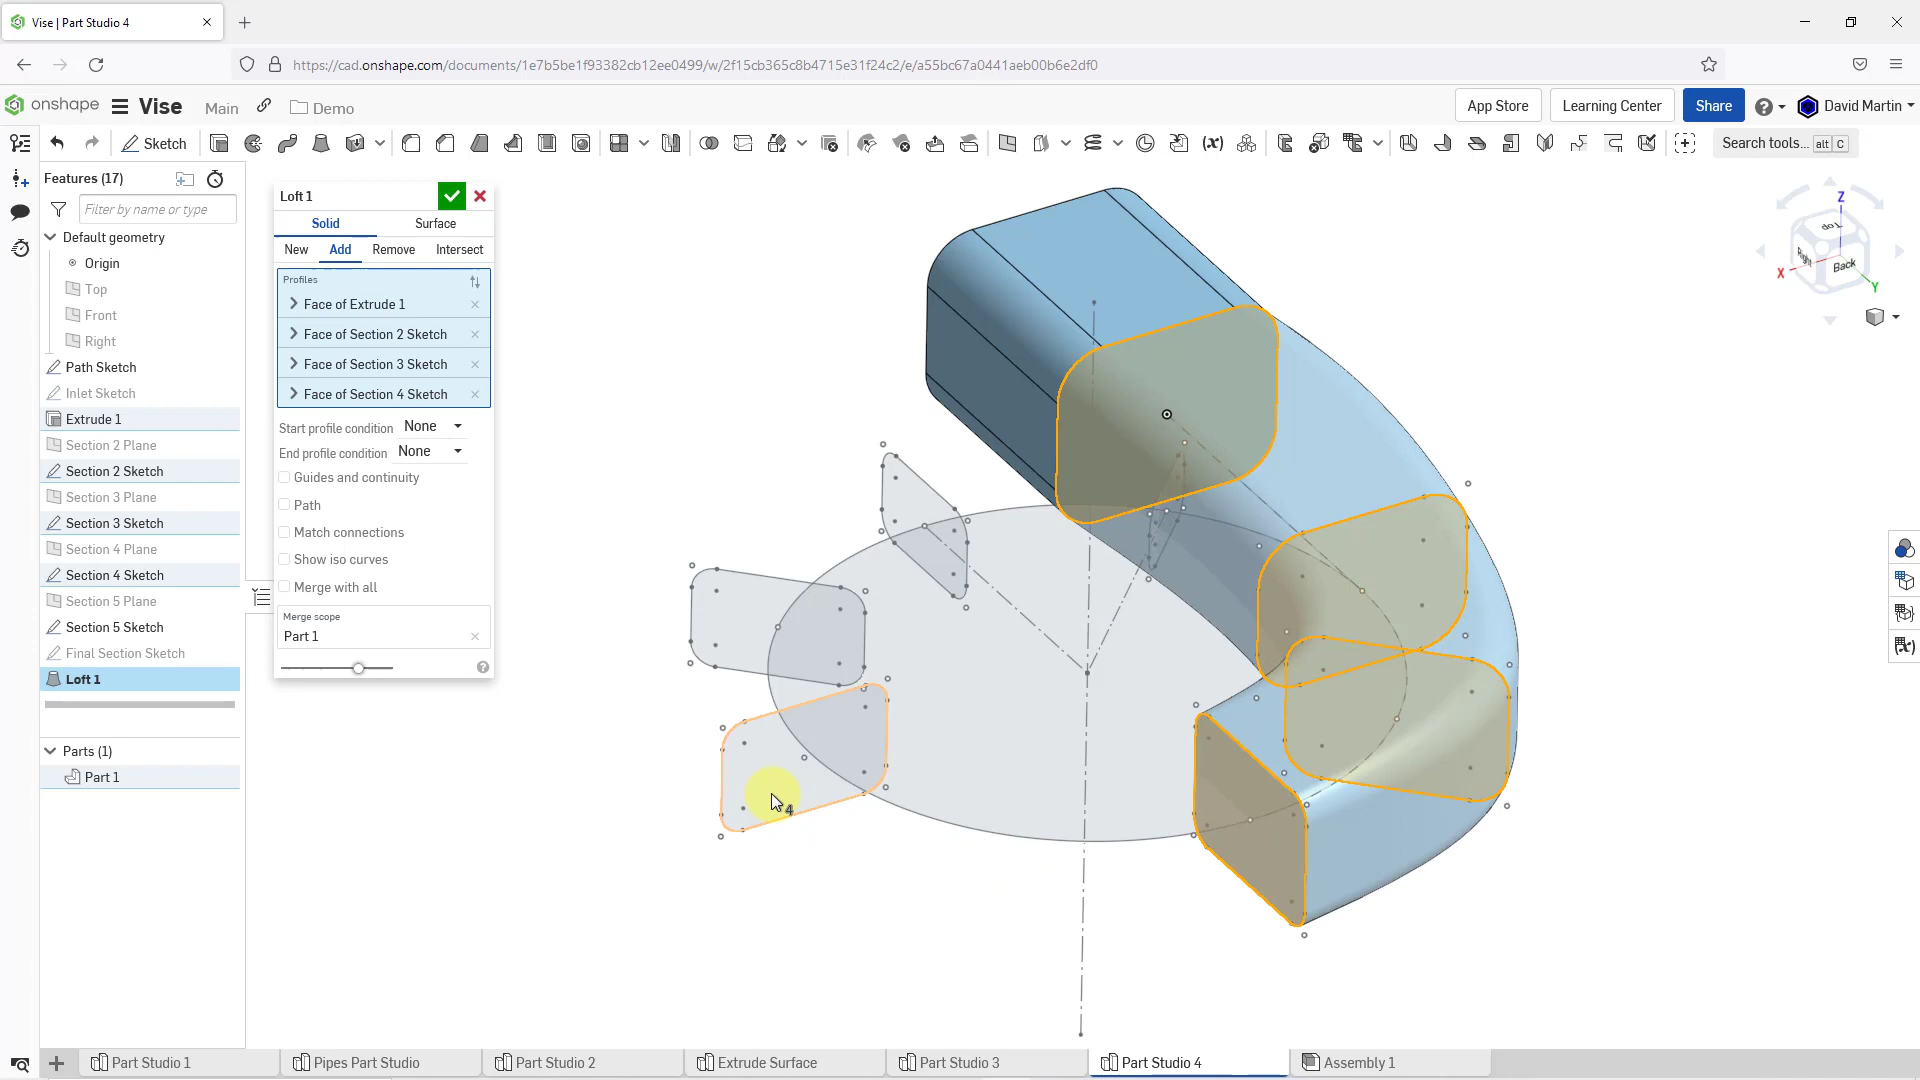 Vise | Part Studio 4
https://cad.onshape.com/documents/1e7b5be1f93382cb12ee0499/w/2f15cb365c8b4715e31f24c2/e/a55bc67a0441aeb00b6e2df0
onshape Vise Main Demo App Store Learning Center Share David Martin
Sketch (x) Search tools... alt C
Features (17)
Filter by name or type
Default geometry
Origin
Top
Front
Right
Path Sketch
Inlet Sketch
Extrude 1
Section 2 Plane
Section 2 Sketch
Section 3 Plane
Section 3 Sketch
Section 4 Plane
Section 4 Sketch
Section 5 Plane
Section 5 Sketch
Final Section Sketch
Loft 1
Parts (1)
Part 1
Loft 1
Solid Surface
New Add Remove Intersect
Profiles
Face of Extrude 1
Face of Section 2 Sketch
Face of Section 3 Sketch
Face of Section 4 Sketch
Start profile condition None
End profile condition None
Guides and continuity
Path
Match connections
Show iso curves
Merge with all
Merge scope
Part 1
4
Z
Top
Right
Back
X
Y
(x)
Part Studio 1 Pipes Part Studio Part Studio 2 Extrude Surface Part Studio 3 Part Studio 4 Assembly 1